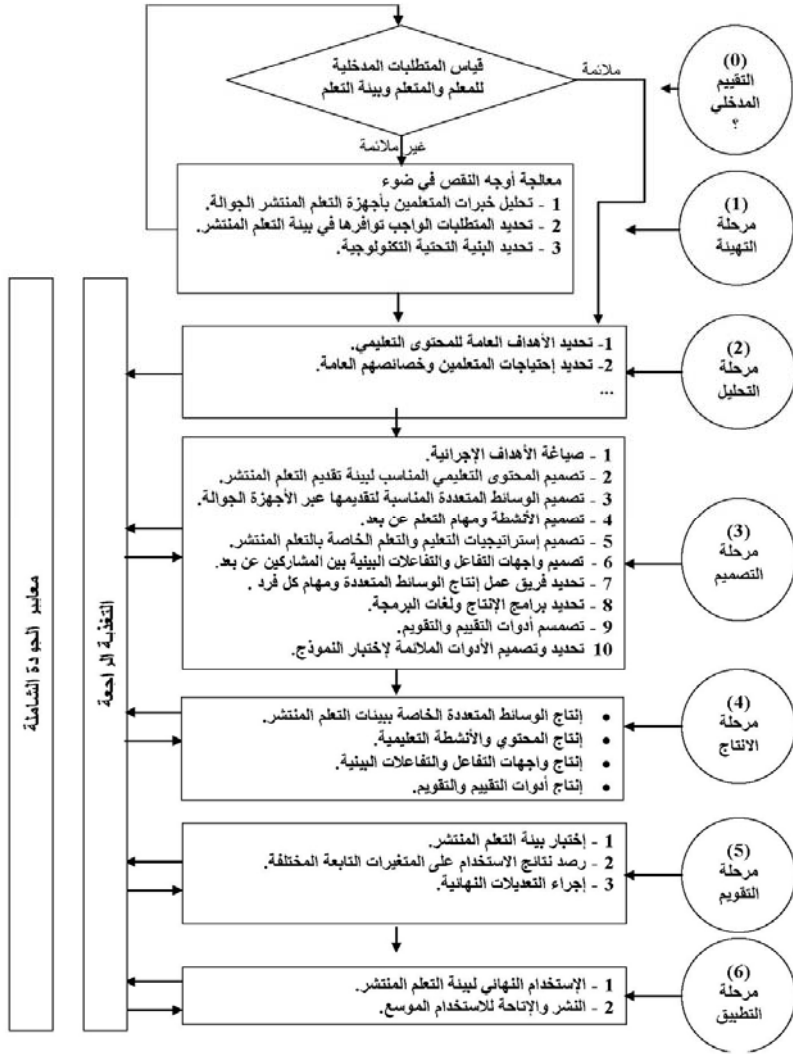 (0)
التقييم
المدخلي
؟
قياس المتطلبات المدخلية
للمعلم والمتعلم وبيئة التعلم
ملائمة
غير ملائمة
(1)
مرحلة
التهيئة
معالجة أوجه النقص في ضوء
1 - تحليل خبرات المتعلمين بأجهزة التعلم المنتشر الجوالة.
2 - تحديد المتطلبات الواجب توافرها في بيئة التعلم المنتشر.
3 - تحديد البنية التحتية التكنولوجية.
(2)
مرحلة
التحليل
1- تحديد الأهداف العامة للمحتوى التعليمي.
2- تحديد إحتياجات المتعلمين وخصائصهم العامة.
...
(3)
مرحلة
التصميم
1 - صياغة الأهداف الإجرائية.
2 - تصميم المحتوى التعليمي المناسب لبيئة تقديم التعلم المنتشر.
3 - تصميم الوسائط المتعددة المناسبة لتقديمها عبر الأجهزة الجوالة.
4 - تصميم الأنشطة ومهام التعلم عن بعد.
5 - تصميم إستراتيجيات التعليم والتعلم الخاصة بالتعلم المنتشر.
6 - تصميم واجهات التفاعل والتفاعلات البينية بين المشاركين عن بعد.
7 - تحديد فريق عمل إنتاج الوسائط المتعددة ومهام كل فرد .
8 - تحديد برامج الإنتاج ولغات البرمجة.
9 - تصمسم أدوات التقييم والتقويم.
10 - تحديد وتصميم الأدوات الملائمة لإختبار النموذج.
(4)
مرحلة
الانتاج
• إنتاج الوسائط المتعددة الخاصة ببيئات التعلم المنتشر.
• إنتاج المحتوي والأنشطة التعليمية.
• إنتاج واجهات التفاعل والتفاعلات البينية.
• إنتاج أدوات التقييم والتقويم.
(5)
مرحلة
التقويم
1 - إختبار بيئة التعلم المنتشر.
2 - رصد نتائج الاستخدام على المتغيرات التابعة المختلفة.
3 - إجراء التعديلات النهائية.
(6)
مرحلة
التطبيق
1 - الإستخدام النهائي لبيئة التعلم المنتشر.
2 - النشر والإتاحة للاستخدام الموسع.
التغذية الراجعة
معايير الجودة الشاملة